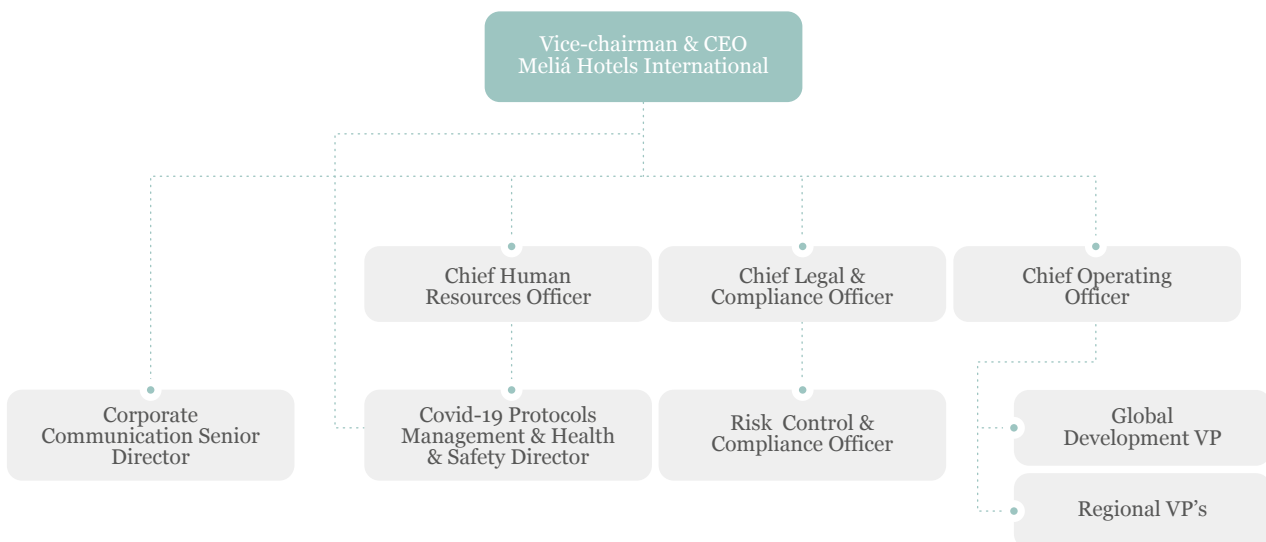 Vice-chairman & CEO
Meliá Hotels International
Chief Human
Resources Officer
Chief Legal &
Compliance Officer
Chief Operating
Officer
Corporate
Communication Senior
Director
Covid-19 Protocols
Management & Health
& Safety Director
Risk Control &
Compliance Officer
Global
Development VP
Regional VP’s